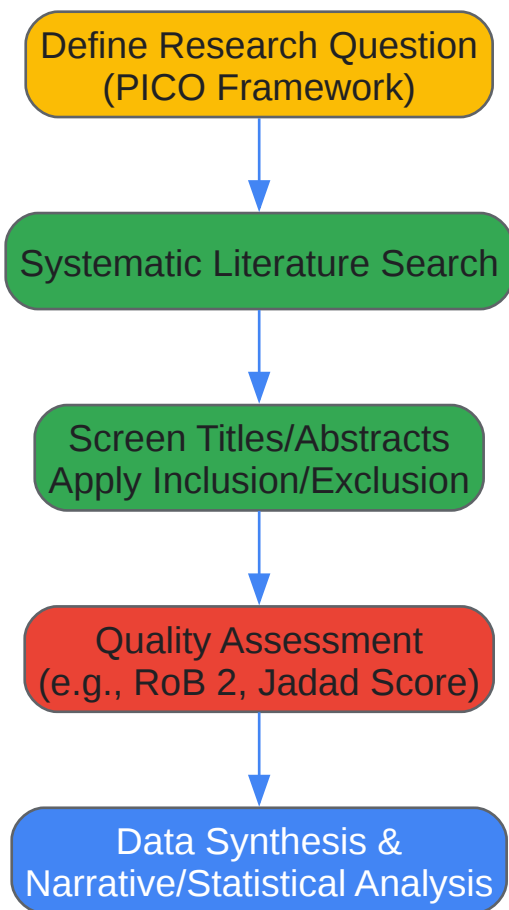 Define Research Question
(PICO Framework)
Systematic Literature Search
Screen Titles/Abstracts
Apply Inclusion/Exclusion
Quality Assessment
(e.g., RoB 2, Jadad Score)
Data Synthesis &
Narrative/Statistical Analysis